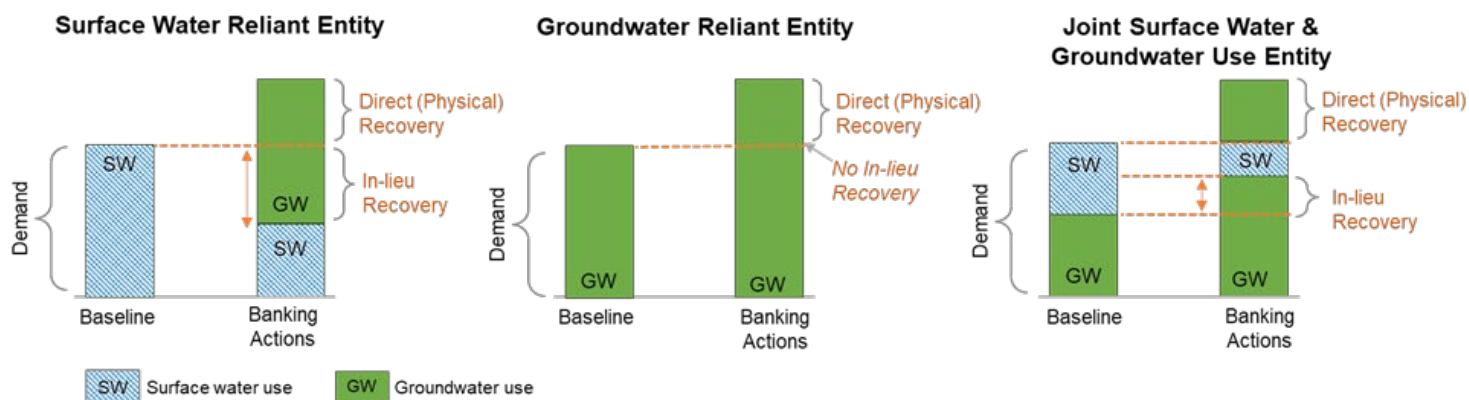 Surface Water Reliant Entity
Demand
SW
Baseline
GW
SW
Banking
Actions
Direct (Physical)
Recovery
In-lieu
Recovery
Groundwater Reliant Entity
Demand
GW
Baseline
GW
Banking
Actions
Direct (Physical)
Recovery
No In-lieu
Recovery
Joint Surface Water &
Groundwater Use Entity
Demand
SW
GW
Baseline
SW
GW
Banking
Actions
Direct (Physical)
Recovery
In-lieu
Recovery
SW Surface water use
GW Groundwater use